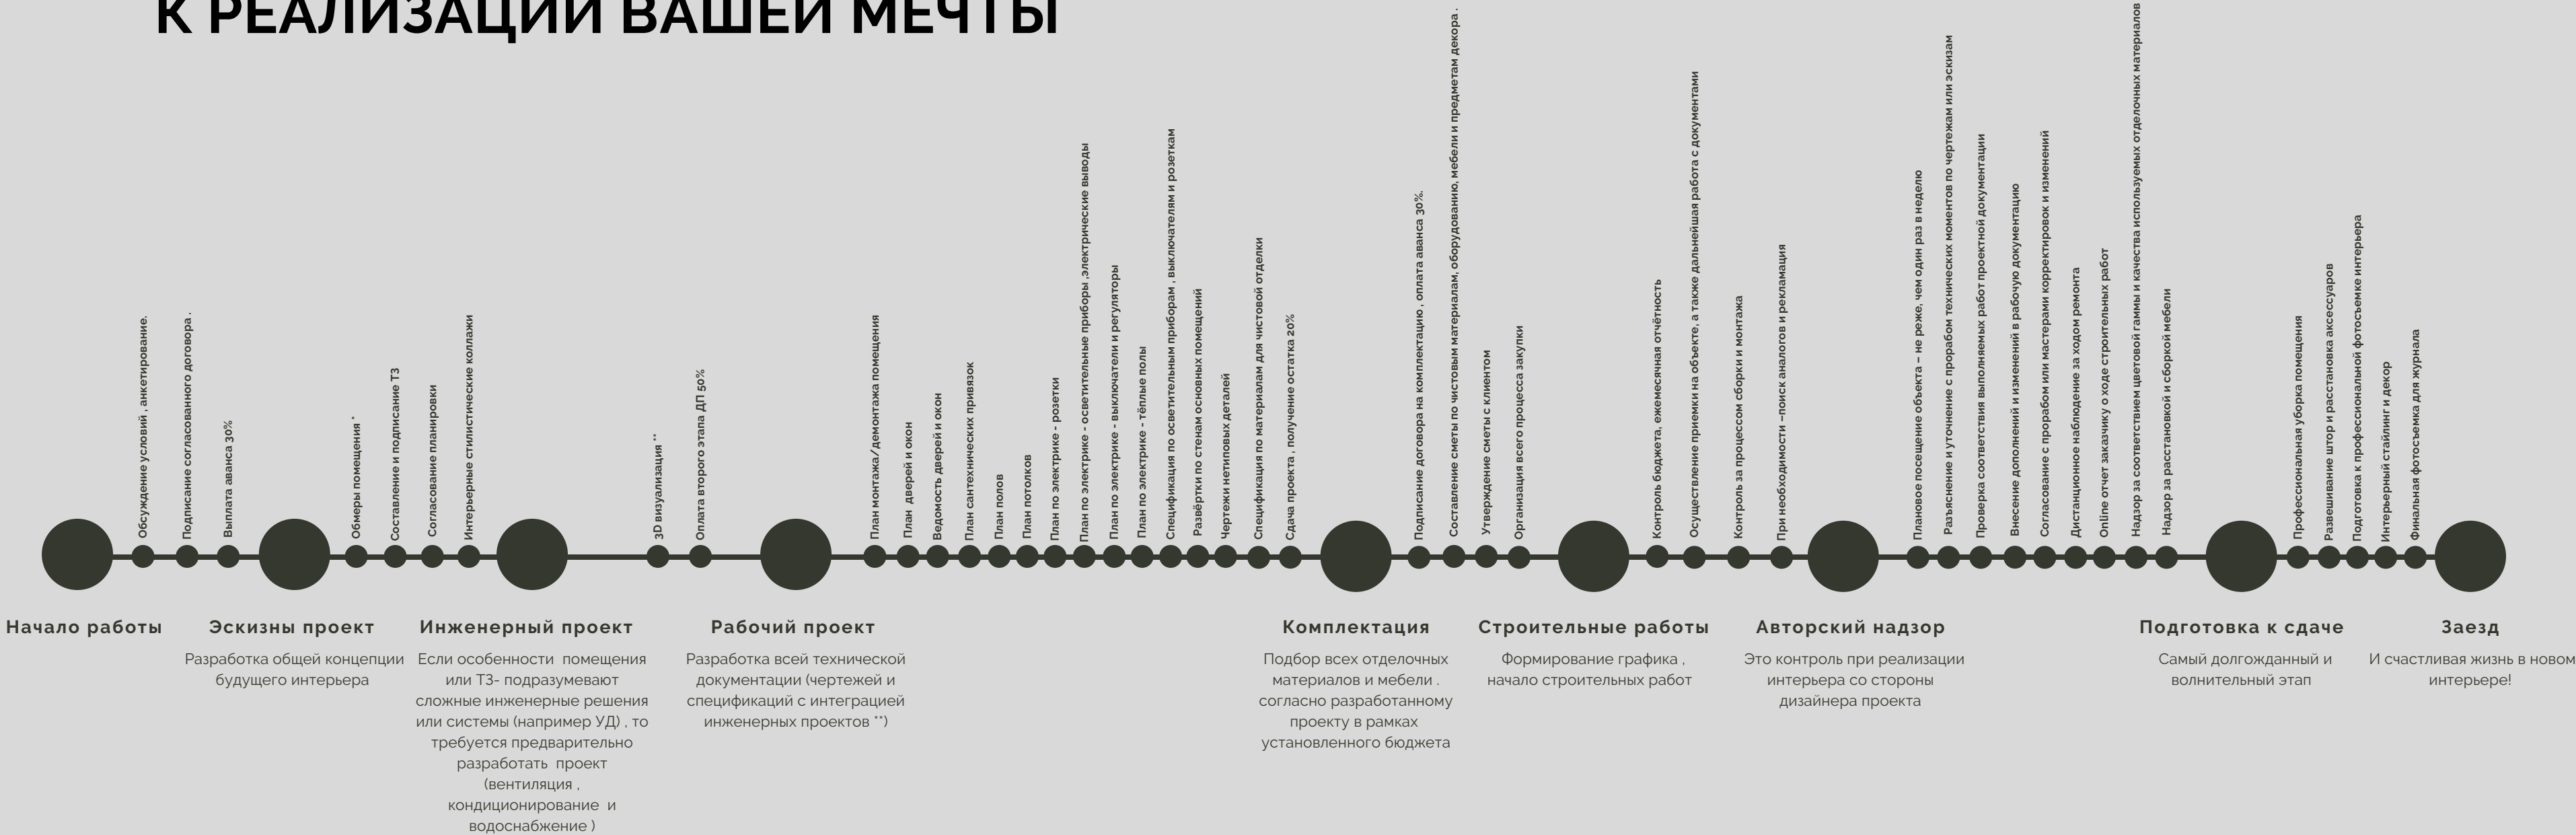 К РЕАЛИЗАЦИИ ВАШЕЙ МЕЧТЫ
Обсуждение условий , анкетирование.
Подписание согласованного договора .
Выплата аванса 30%
Обмеры помещения *
Составление и подписание ТЗ
Согласование планировки
Интерьерные стилистические коллажи
3D визуализация **
Оплата второго этапа ДП 50%
План монтажа/демонтажа помещения
План дверей и окон
Ведомость дверей и окон
План сантехнических привязок
План полов
План потолков
План по электрике - розетки
План по электрике - осветительные приборы ,электрические выводы
План по электрике - выключатели и регуляторы
План по электрике - тёплые полы
Спецификация по осветительным приборам , выключателям и розеткам
Развёртки по стенам основных помещений
Чертежи нетиповых деталей
Спецификация по материалам для чистовой отделки
Сдача проекта , получение остатка 20%
Подписание договора на комплектацию , оплата аванса 30%.
Составление сметы по чистовым материалам, оборудованию, мебели и предметам декора .
Утверждение сметы с клиентом
Организация всего процесса закупки
Контроль бюджета, ежемесячная отчётность
Осуществление приемки на объекте, а также дальнейшая работа с документами
Контроль за процессом сборки и монтажа
При необходимости –поиск аналогов и рекламация
Плановое посещение объекта – не реже, чем один раз в неделю
Разъяснение и уточнение с прорабом технических моментов по чертежам или эскизам
Проверка соответствия выполняемых работ проектной документации
Внесение дополнений и изменений в рабочую документацию
Согласование с прорабом или мастерами корректировок и изменений
Дистанционное наблюдение за ходом ремонта
Online отчет заказчику о ходе строительных работ
Надзор за соответствием цветовой гаммы и качества используемых отделочных материалов
Надзор за расстановкой и сборкой мебели
Профессиональная уборка помещения
Развешивание штор и расстановка аксессуаров
Подготовка к профессиональной фотосъемке интерьера
Интерьерный стайлинг и декор
Финальная фотосъемка для журнала
Начало работы
Эскизны проект
Разработка общей концепции
будущего интерьера
Инженерный проект
Если особенности помещения
или ТЗ- подразумевают
сложные инженерные решения
или системы (например УД) , то
требуется предварительно
разработать проект
(вентиляция ,
кондиционирование и
водоснабжение )
Рабочий проект
Разработка всей технической
документации (чертежей и
спецификаций с интеграцией
инженерных проектов **)
Комплектация
Подбор всех отделочных
материалов и мебели .
согласно разработанному
проекту в рамках
установленного бюджета
Строительные работы
Формирование графика ,
начало строительных работ
Авторский надзор
Это контроль при реализации
интерьера со стороны
дизайнера проекта
Подготовка к сдаче
Самый долгожданный и
волнительный этап
Заезд
И счастливая жизнь в новом
интерьере!